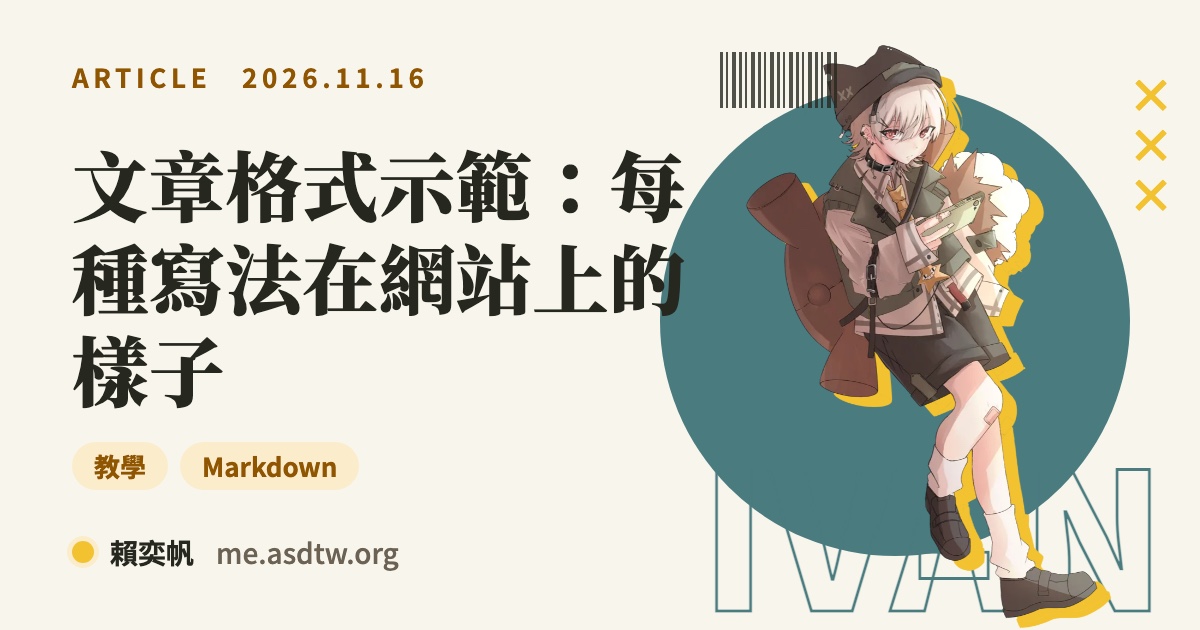 ARTICLE 2026.11.16
文章格式示範：每
種寫法在網站上的
樣子
教學 Markdown
賴奕帆 me.asdtw.org
IVAN
XX